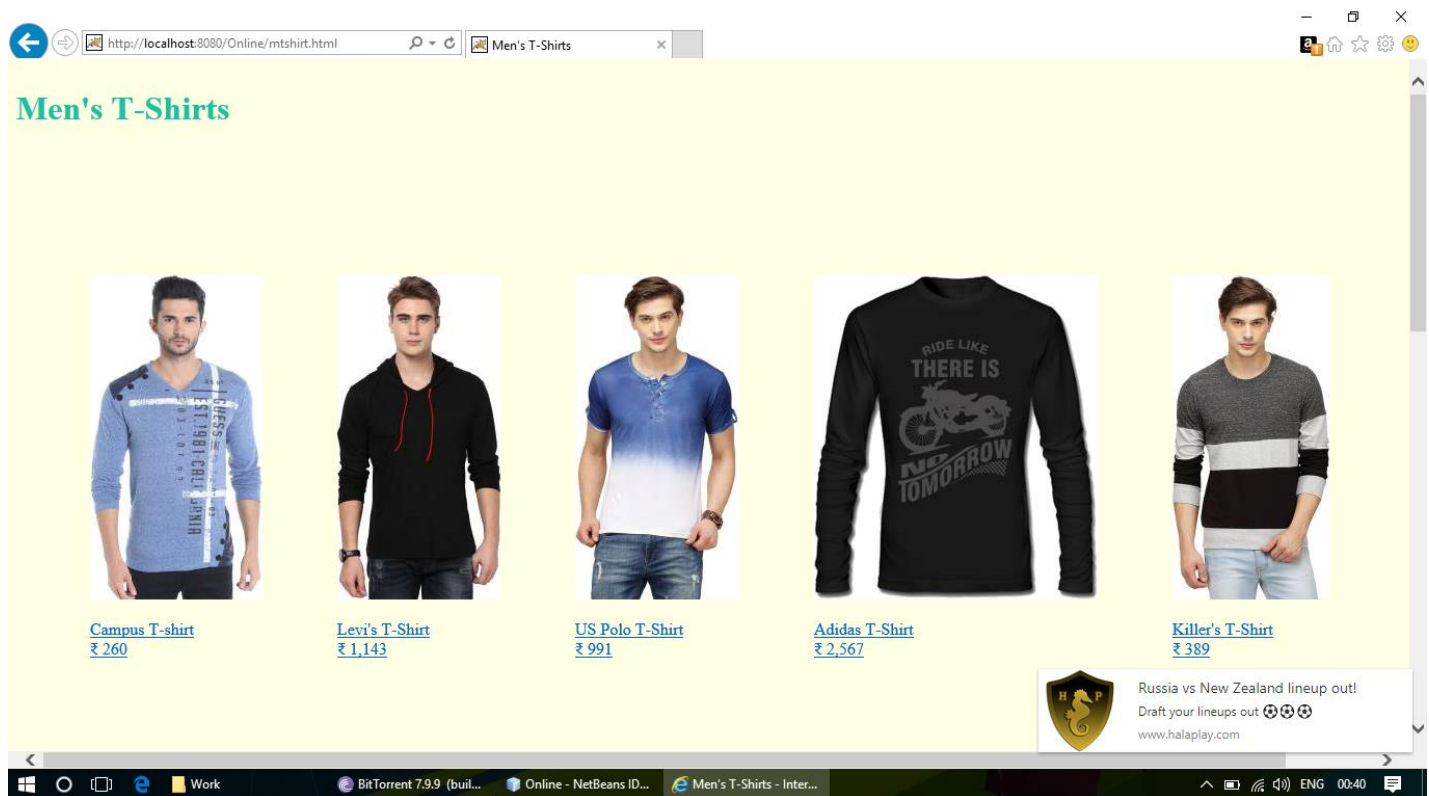 http://localhost:8080/Online/mtshirt.html
Men's T-Shirts
Men's T-Shirts
GUESS
EST. 1981
RIDE LIKE
THERE IS
NO
TOMORROW
Campus T-shirt
₹ 260
Levi's T-Shirt
₹ 1,143
US Polo T-Shirt
₹ 991
Adidas T-Shirt
₹ 2,567
Killer's T-Shirt
₹ 389
H P
Russia vs New Zealand lineup out!
Draft your lineups out ⚽⚽⚽
www.halaplay.com
Work
BitTorrent 7.9.9 (buil...
Online - NetBeans ID...
Men's T-Shirts - Inter...
ENG
00:40